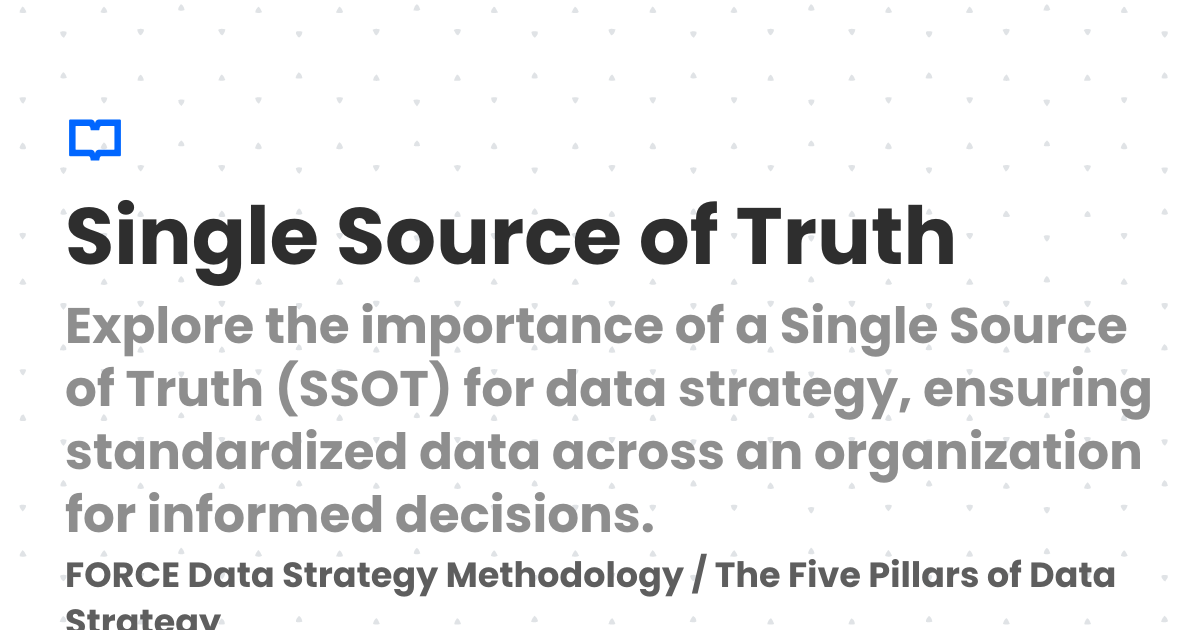 Single Source of Truth
Explore the importance of a Single Source
of Truth (SSOT) for data strategy, ensuring
standardized data across an organization
for informed decisions.
FORCE Data Strategy Methodology / The Five Pillars of Data
Strategy